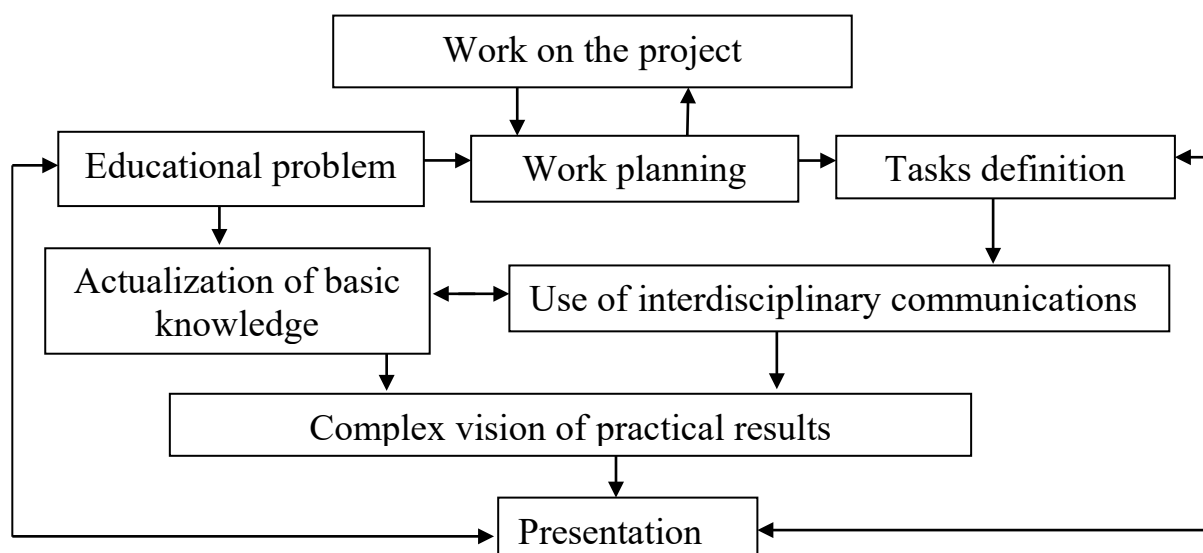 Work on the project
Educational problem
Work planning
Tasks definition
Actualization of basic
knowledge
Use of interdisciplinary communications
Complex vision of practical results
Presentation